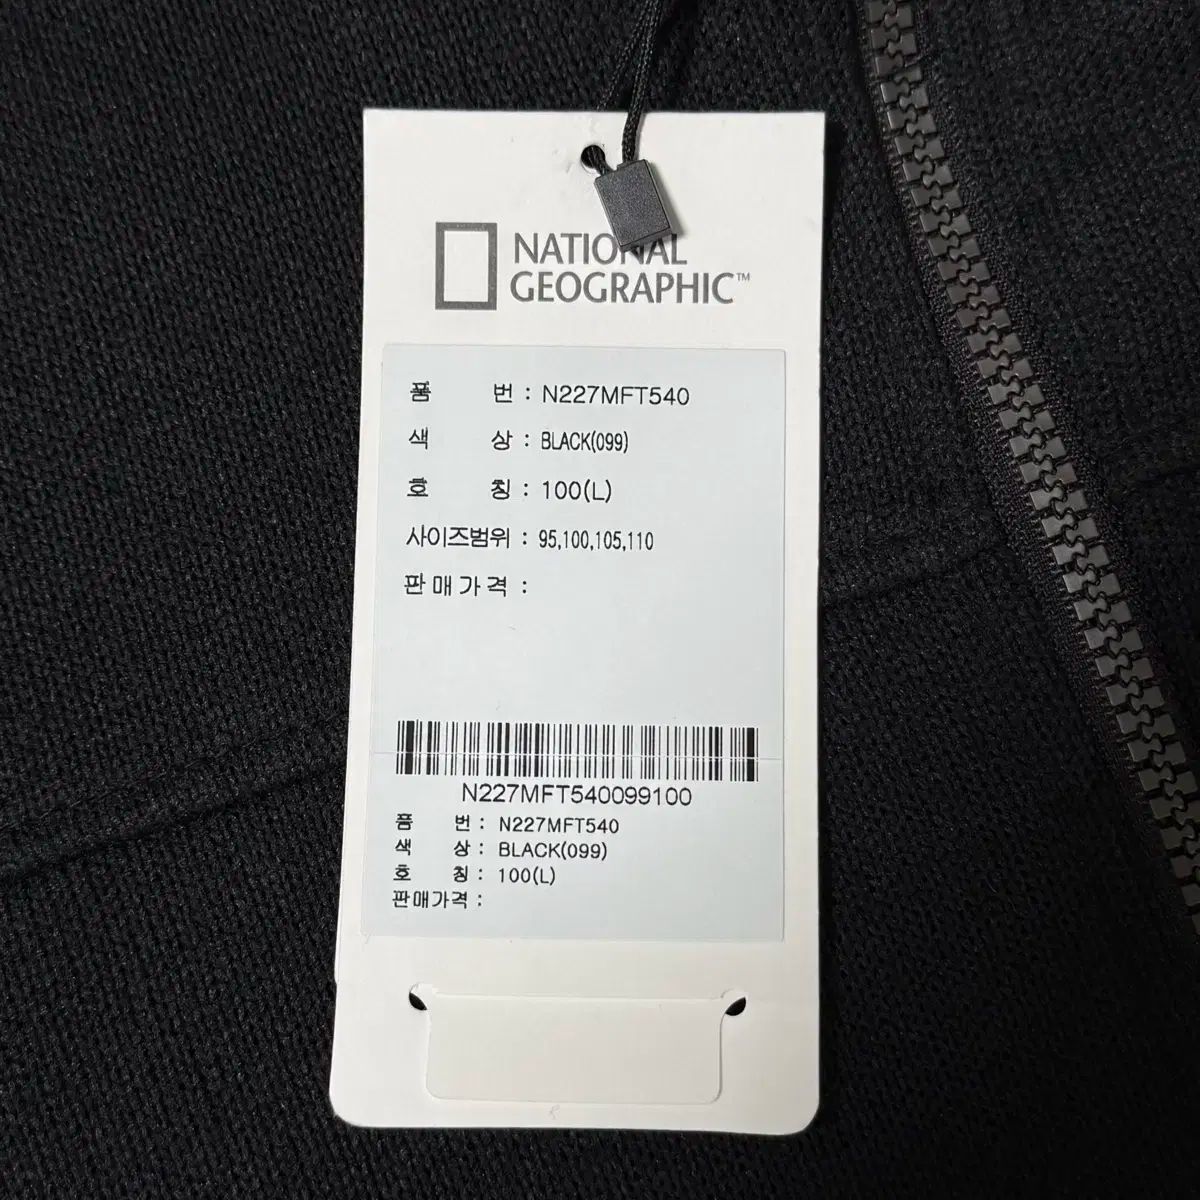 NATIONAL
GEOGRAPHIC™
품 번 : N227MFT540
색 상 : BLACK(099)
호 칭 : 100(L)
사이즈범위 : 95,100,105,110
판매가격 :
N227MFT540099100
품 번 : N227MFT540
색 상 : BLACK(099)
호 칭 : 100(L)
판매가격 :